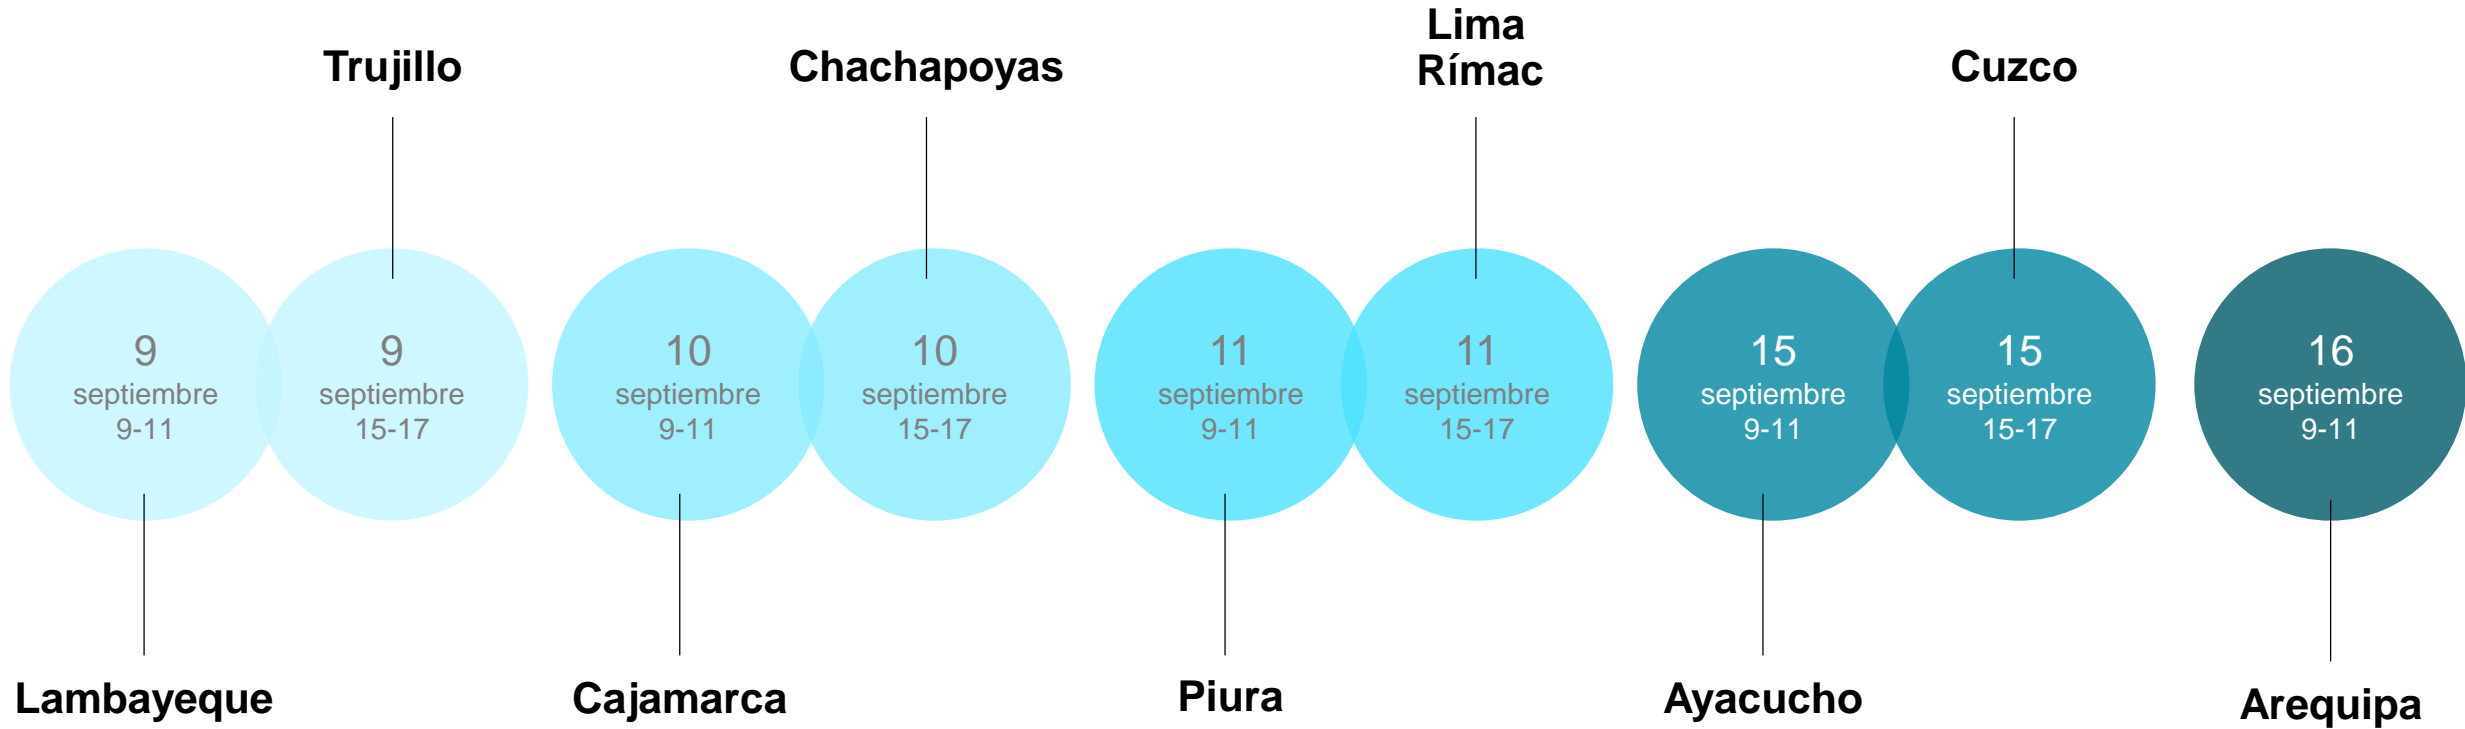 Trujillo
Chachapoyas
Lima
Rímac
Cuzco
9
septiembre
9-11
9
septiembre
15-17
10
septiembre
9-11
10
septiembre
15-17
11
septiembre
9-11
11
septiembre
15-17
15
septiembre
9-11
15
septiembre
15-17
16
septiembre
9-11
Lambayeque
Cajamarca
Piura
Ayacucho
Arequipa